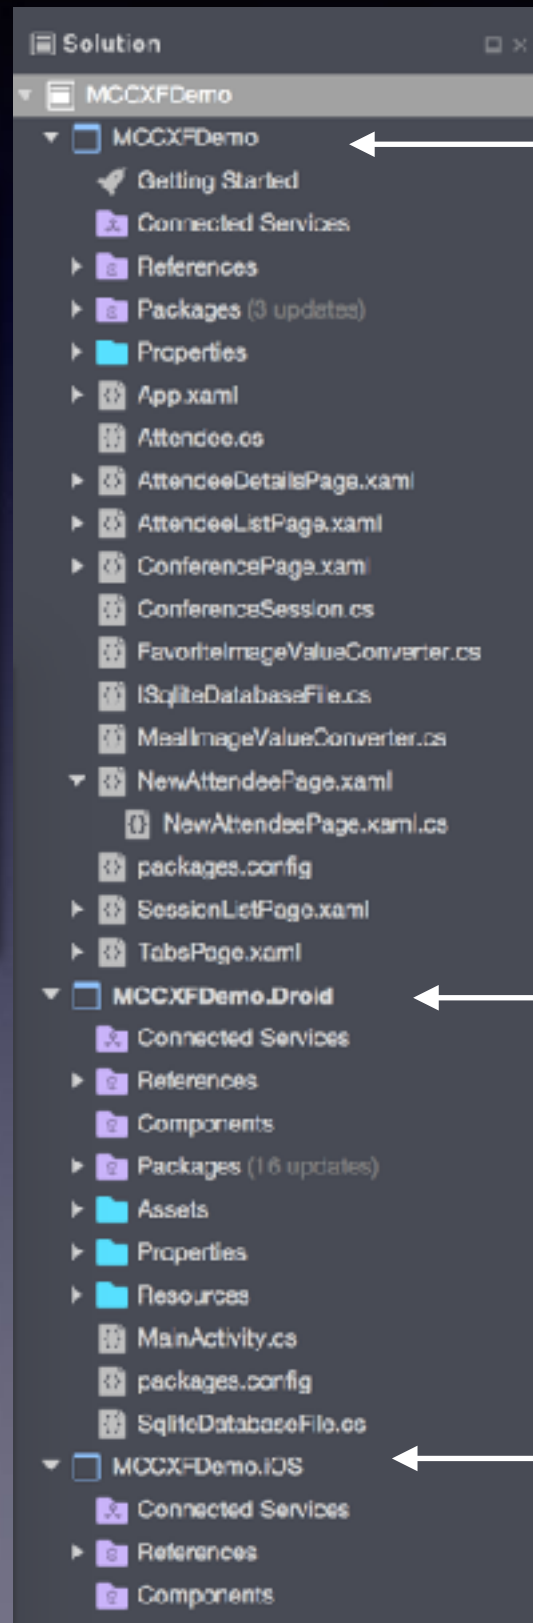 Solution
MCCXFDemo
MCCXFDemo
Getting Started
Connected Services
References
Packages (3 updates)
Properties
App.xaml
Attendee.cs
AttendeeDetailsPage.xaml
AttendeeListPage.xaml
ConferencePage.xaml
ConferenceSession.cs
FavoriteImageValueConverter.cs
ISqliteDatabaseFile.cs
MealImageValueConverter.cs
NewAttendeePage.xaml
NewAttendeePage.xaml.cs
packages.config
SessionListPage.xaml
TabsPage.xaml
MCCXFDemo.Droid
Connected Services
References
Components
Packages (16 updates)
Assets
Properties
Resources
MainActivity.cs
packages.config
SqliteDatabaseFile.cs
MCCXFDemo.iOS
Connected Services
References
Components